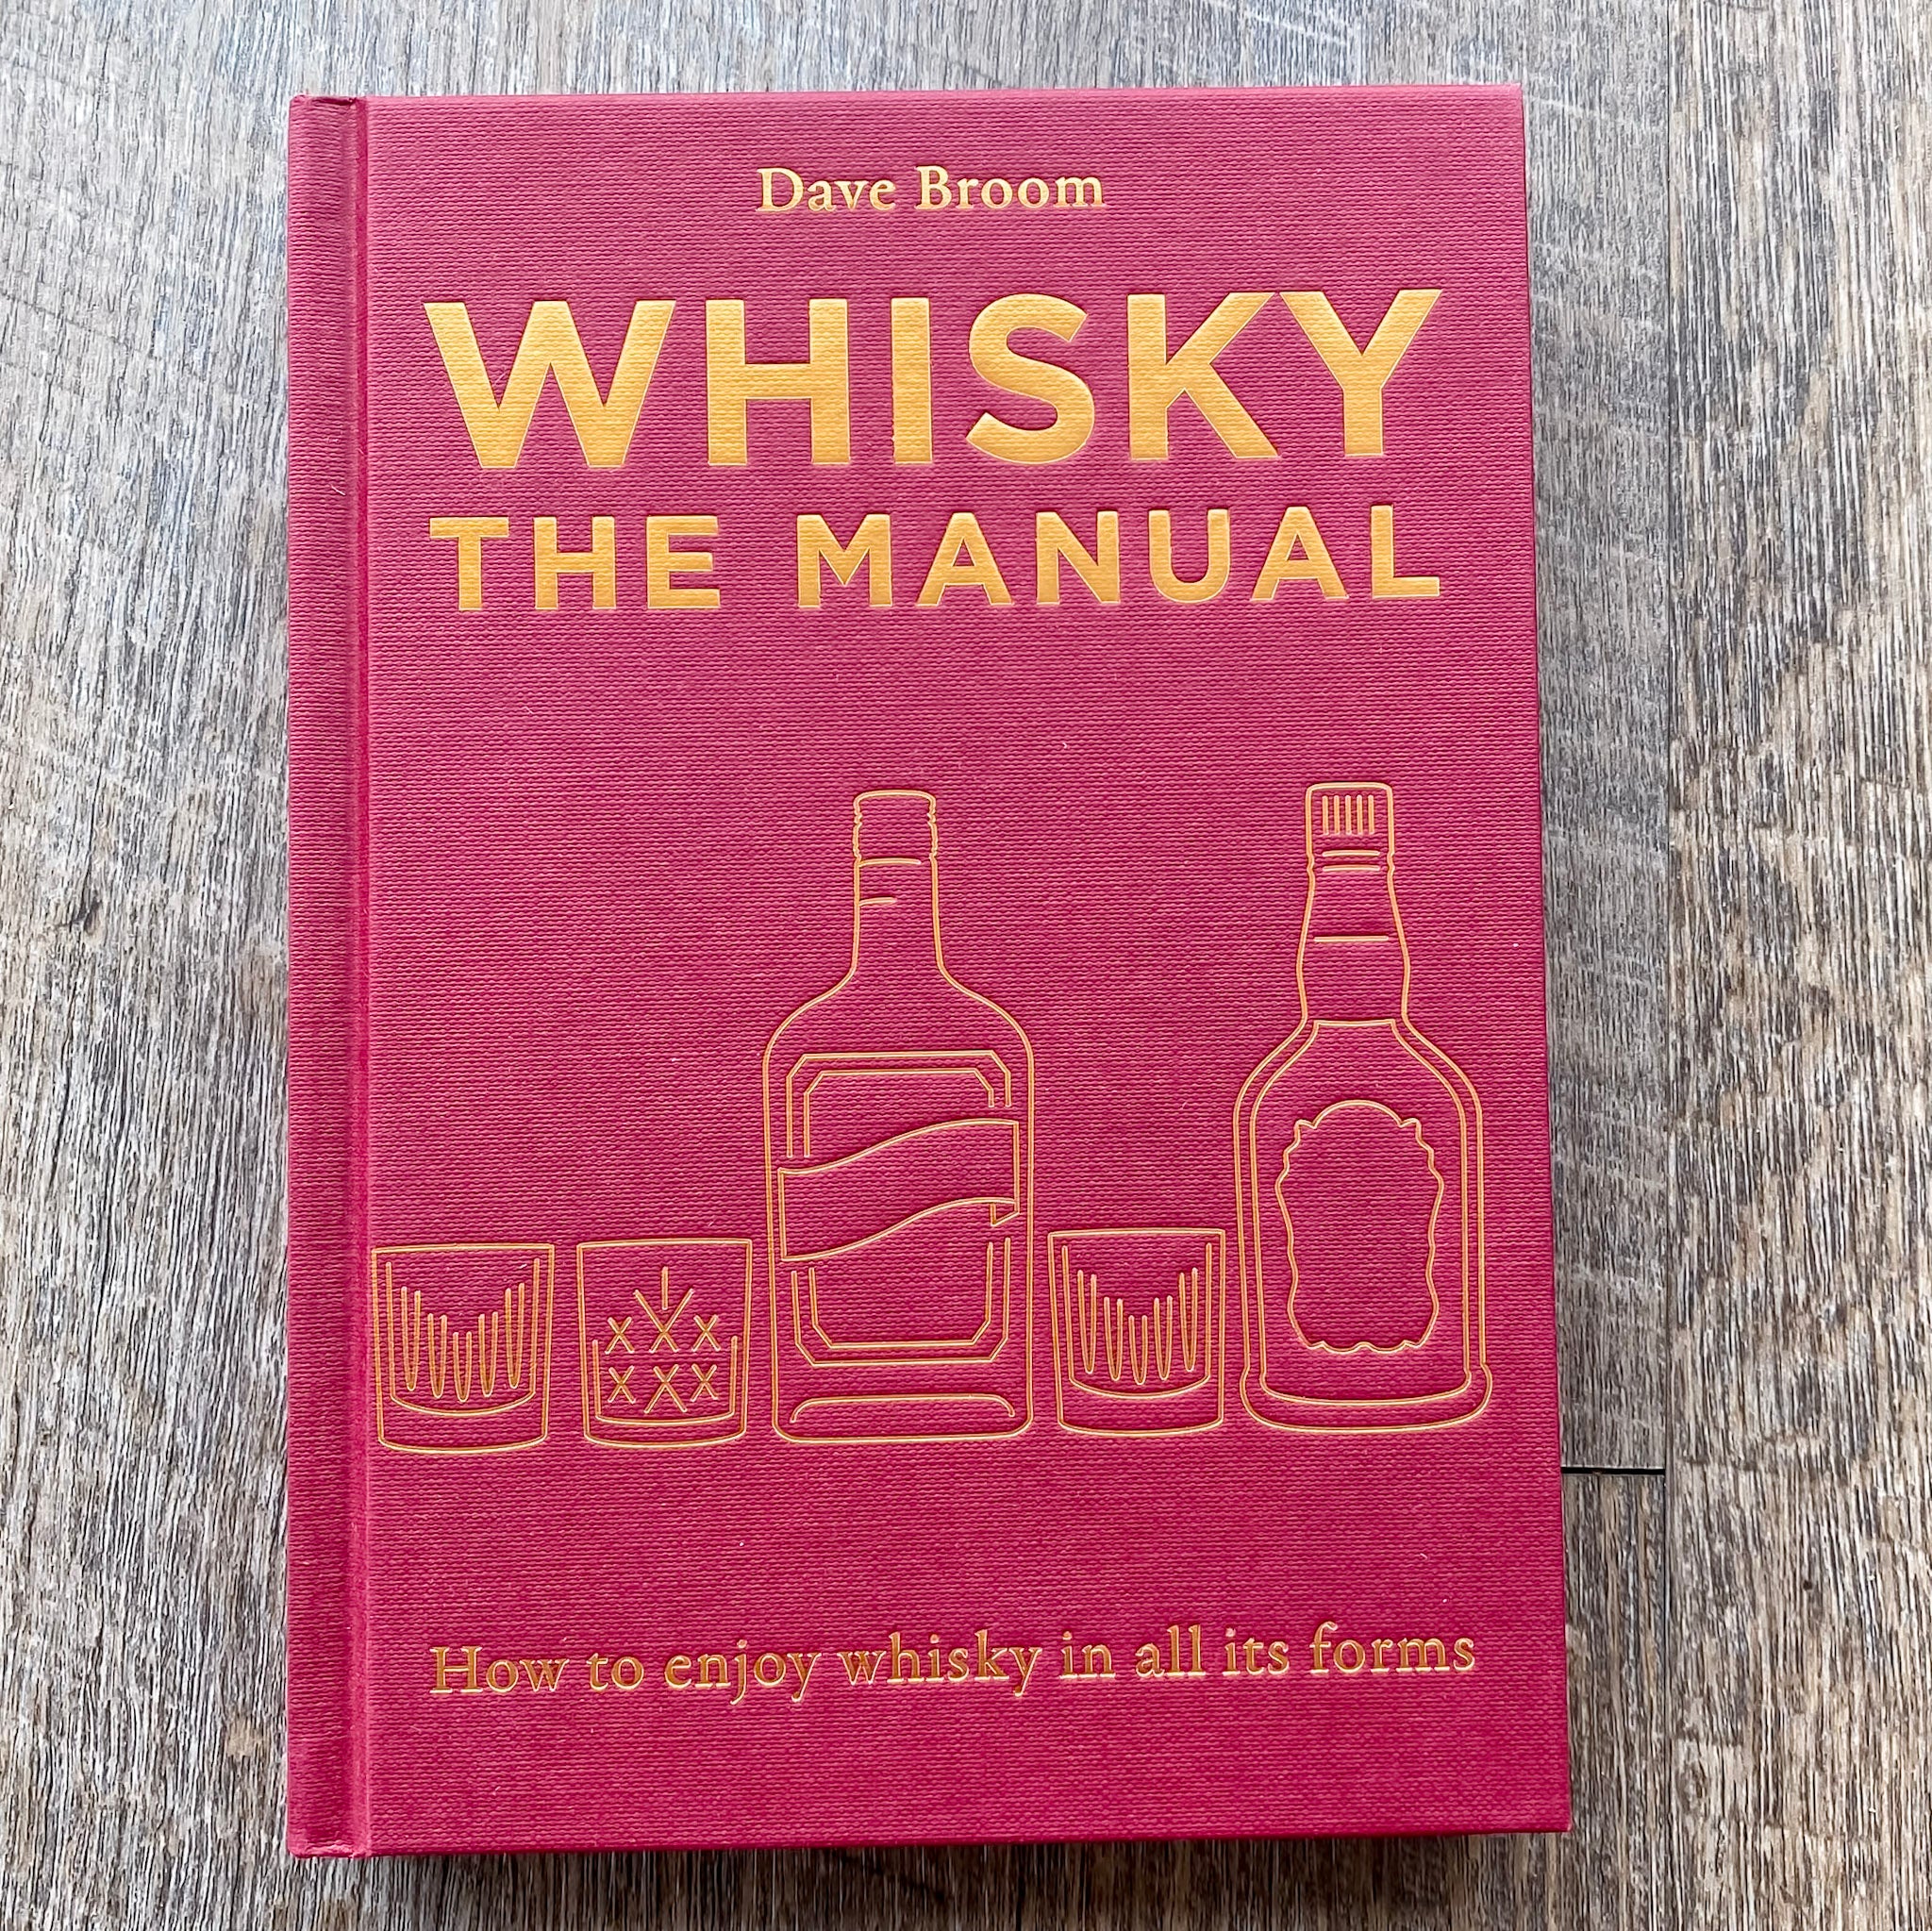 Dave Broom
WHISKY
THE MANUAL
How to enjoy whisky in all its forms